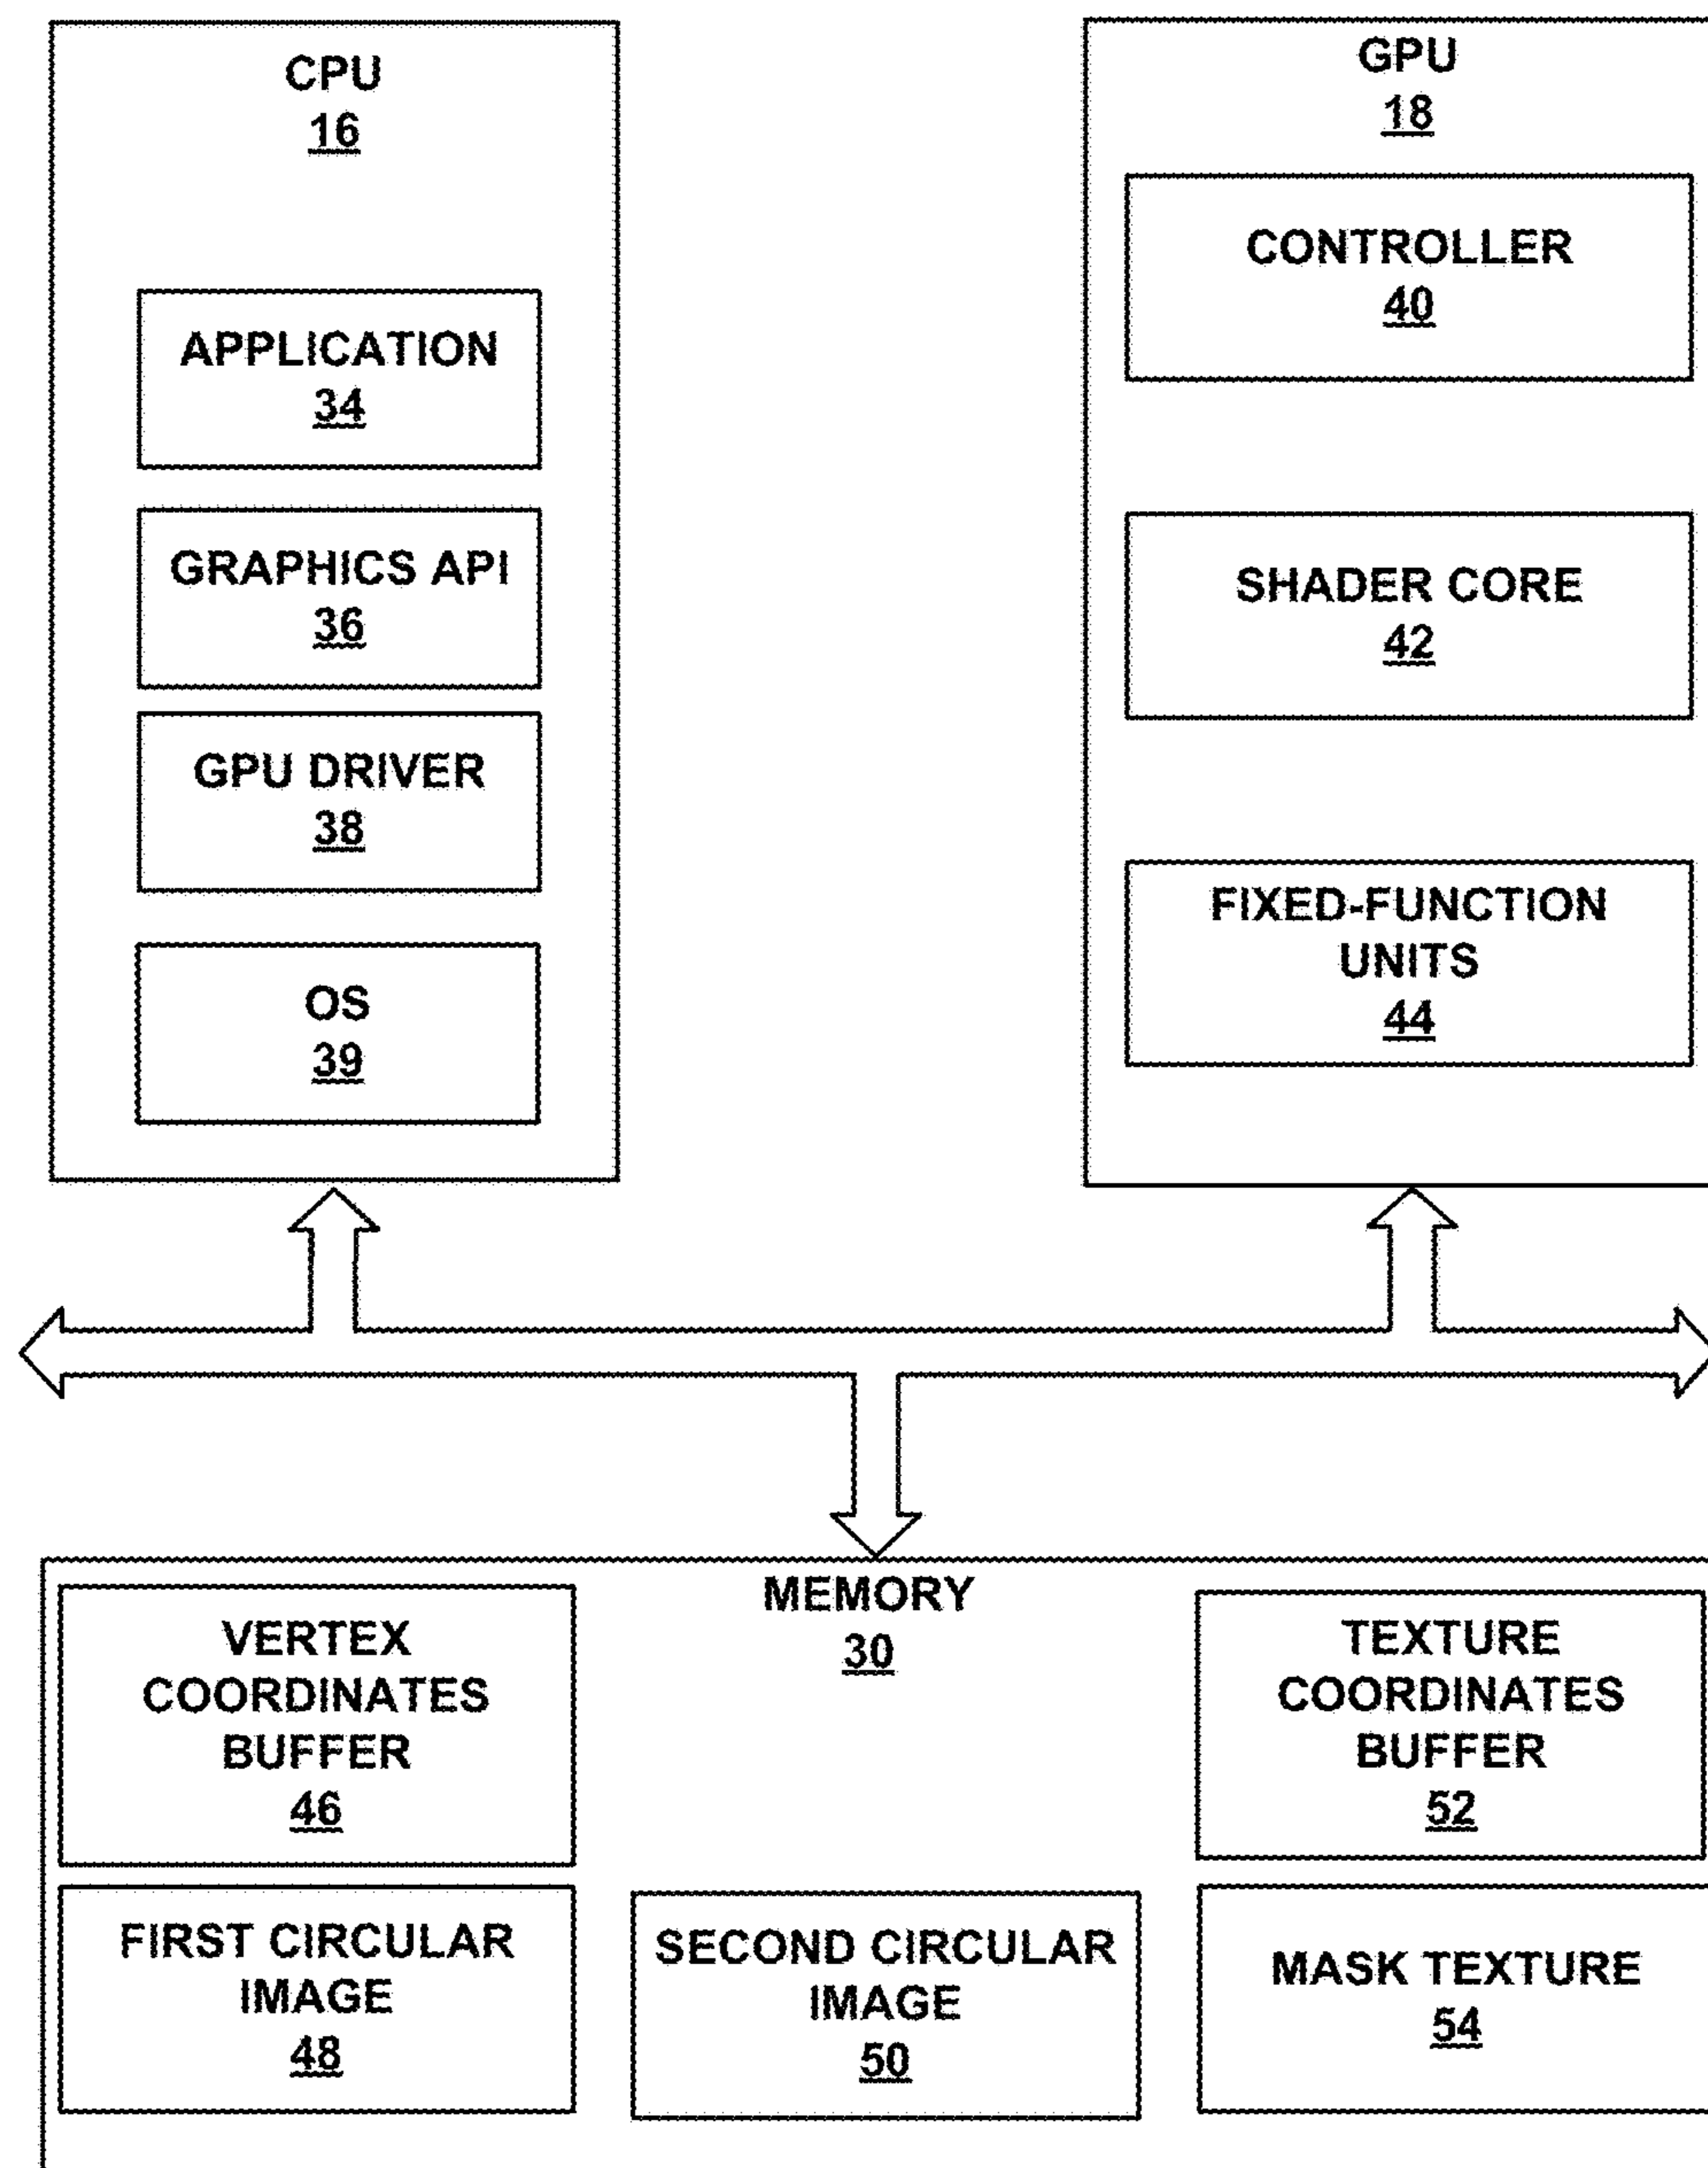 CPU
16
APPLICATION
34
GRAPHICS API
36
GPU DRIVER
38
OS
39
GPU
18
CONTROLLER
40
SHADER CORE
42
FIXED-FUNCTION
UNITS
44
MEMORY
30
VERTEX
COORDINATES
BUFFER
46
TEXTURE
COORDINATES
BUFFER
52
FIRST CIRCULAR
IMAGE
48
SECOND CIRCULAR
IMAGE
50
MASK TEXTURE
54